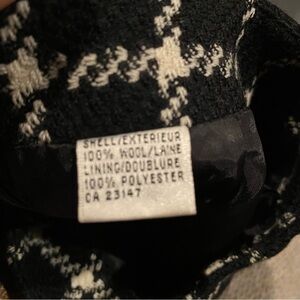 SHELL/EXTERIEUR
100% WOOL/LAINE
LINING/DOUBLURE
100% POLYESTER
CA 23147